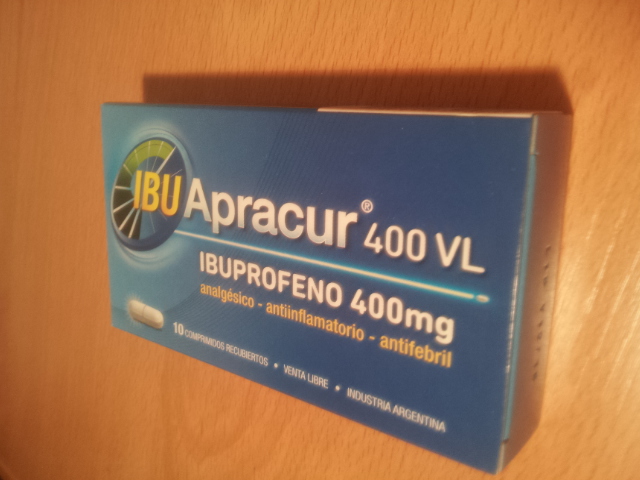 IBUApracur® 400 VL
IBUPROFENO 400mg
analgésico - antiinflamatorio - antifebril
10 COMPRIMIDOS RECUBIERTOS • VENTA LIBRE • INDUSTRIA ARGENTINA